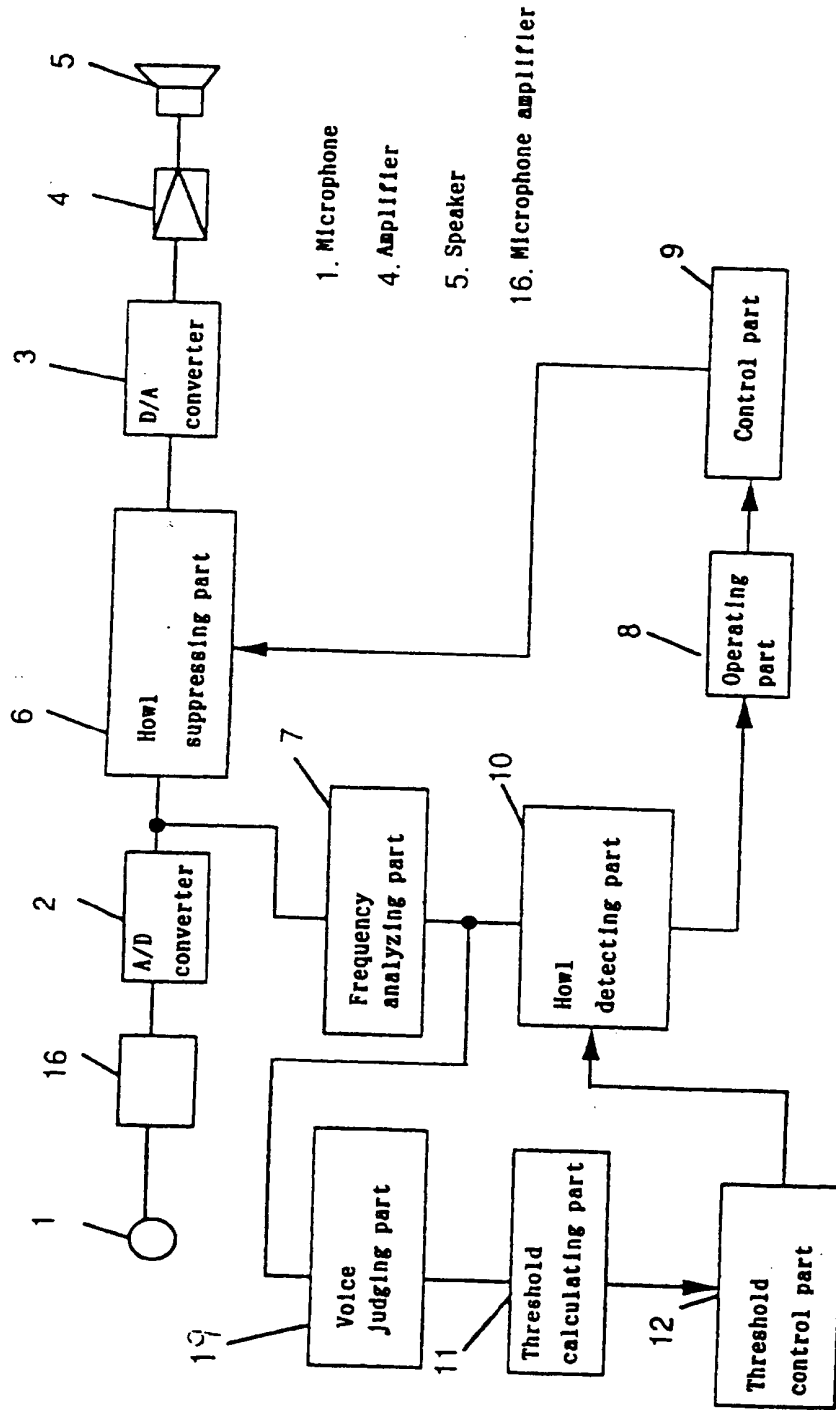 1
16
2
A/D
converter
6
Howl
suppressing part
3
D/A
converter
4
5
7
Frequency
analyzing part
1. Microphone
4. Amplifier
5. Speaker
16. Microphone amplifier
19
Voice
judging part
10
Howl
detecting part
8
Operating
part
9
Control part
11
Threshold
calculating part
12
Threshold
control part